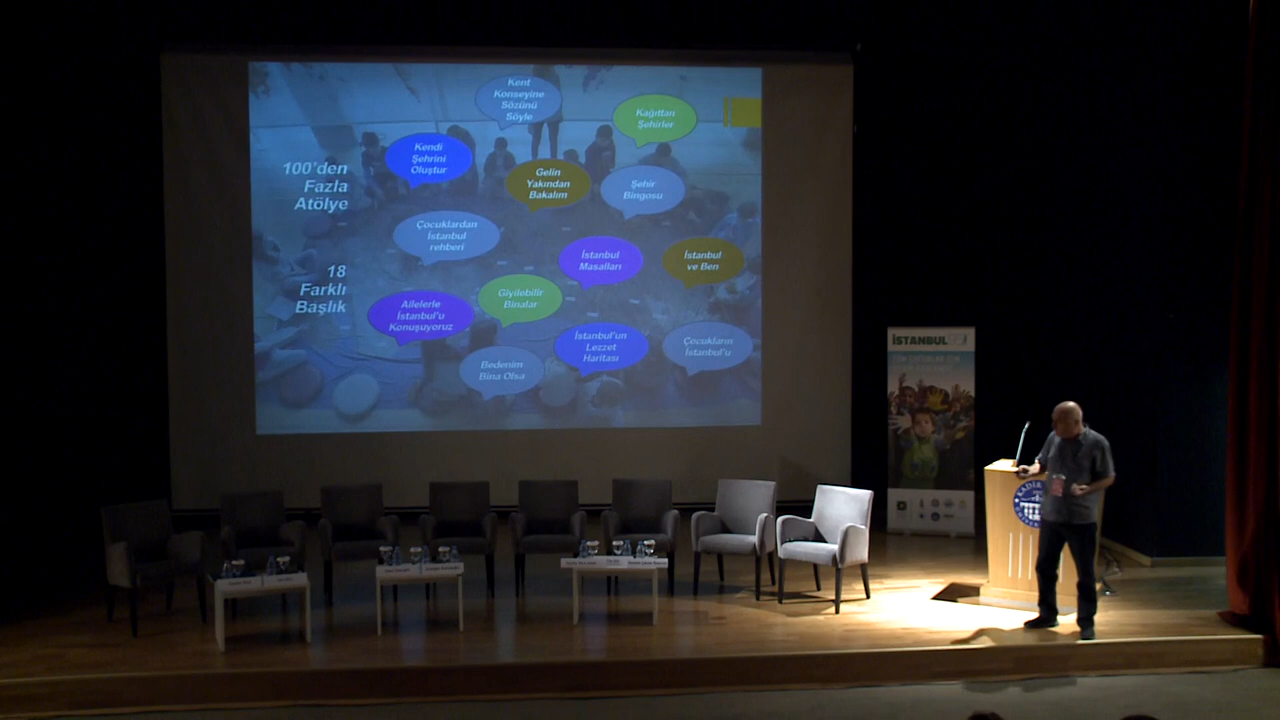 Kent
Konseyine
Sözünü
Söyle
Kağıttan
Şehirler
Kendi
Şehrini
Oluştur
100'den
Fazla
Atölye
Gelin
Yakından
Bakalım
Şehir
Bingosu
Çocuklardan
İstanbul
rehberi
İstanbul
Masalları
İstanbul
ve Ben
18
Farklı
Başlık
Ailelerle
İstanbul'u
Konuşuyoruz
Giyilebilir
Binalar
İstanbul'un
Lezzet
Haritası
Çocukların
İstanbul'u
Bedenim
Bina Olsa
İSTANBUL